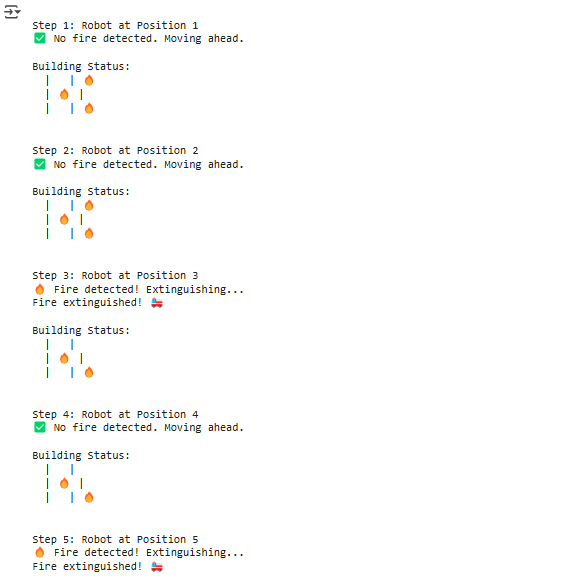 Step 1: Robot at Position 1
✅ No fire detected. Moving ahead.
Building Status:
  |   | 🔥
  | 🔥 |
  |   | 🔥
Step 2: Robot at Position 2
✅ No fire detected. Moving ahead.
Building Status:
  |   | 🔥
  | 🔥 |
  |   | 🔥
Step 3: Robot at Position 3
🔥 Fire detected! Extinguishing...
Fire extinguished! 🚒
Building Status:
  |   |
  | 🔥 |
  |   | 🔥
Step 4: Robot at Position 4
✅ No fire detected. Moving ahead.
Building Status:
  |   |
  | 🔥 |
  |   | 🔥
Step 5: Robot at Position 5
🔥 Fire detected! Extinguishing...
Fire extinguished! 🚒